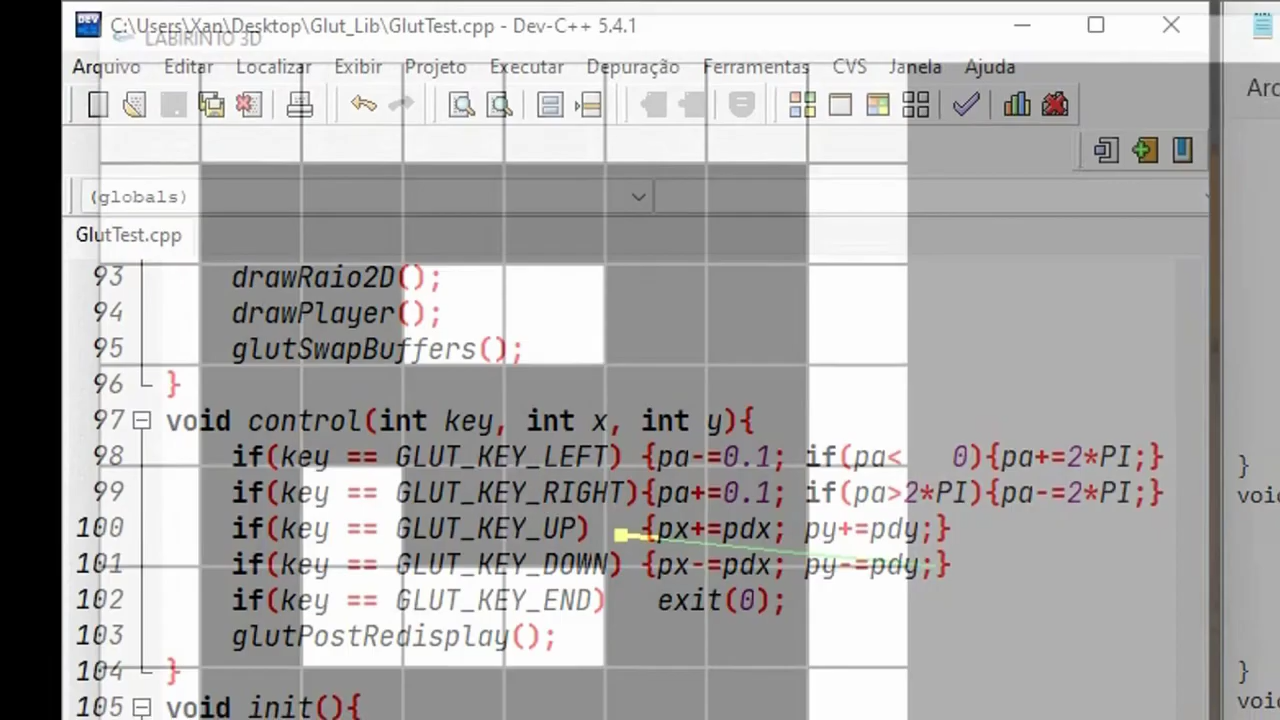 C:\Users\Xan\Desktop\Glut_Lib\GlutTest.cpp - Dev-C++ 5.4.1
LABIRINTO 3D
Arquivo Editar Localizar Exibir Projeto Executar Depuração Ferramentas CVS Janela Ajuda
(globals)
GlutTest.cpp
93 drawRaio2D();
94 drawPlayer();
95 glutSwapBuffers();
96 }
97 void control(int key, int x, int y){
98 if(key == GLUT_KEY_LEFT) {pa-=0.1; if(pa< 0){pa+=2*PI;}
99 if(key == GLUT_KEY_RIGHT){pa+=0.1; if(pa>2*PI){pa-=2*PI;}
100 if(key == GLUT_KEY_UP) {px+=pdx; py+=pdy;}
101 if(key == GLUT_KEY_DOWN) {px-=pdx; py-=pdy;}
102 if(key == GLUT_KEY_END) exit(0);
103 glutPostRedisplay();
104 }
105 void init(){
Arq
}
void
}
void